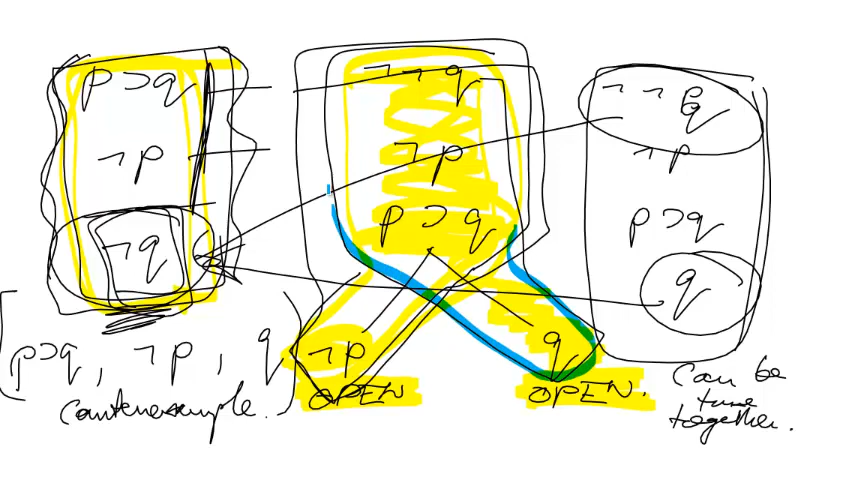 p ⊃ q
¬p
¬q
[p⊃q, ¬p, q]
Counterexample.
¬¬q
¬p
p ⊃ q
¬p
q
OPEN
OPEN.
¬¬q
¬p
p ⊃ q
q
Can be
true
together.